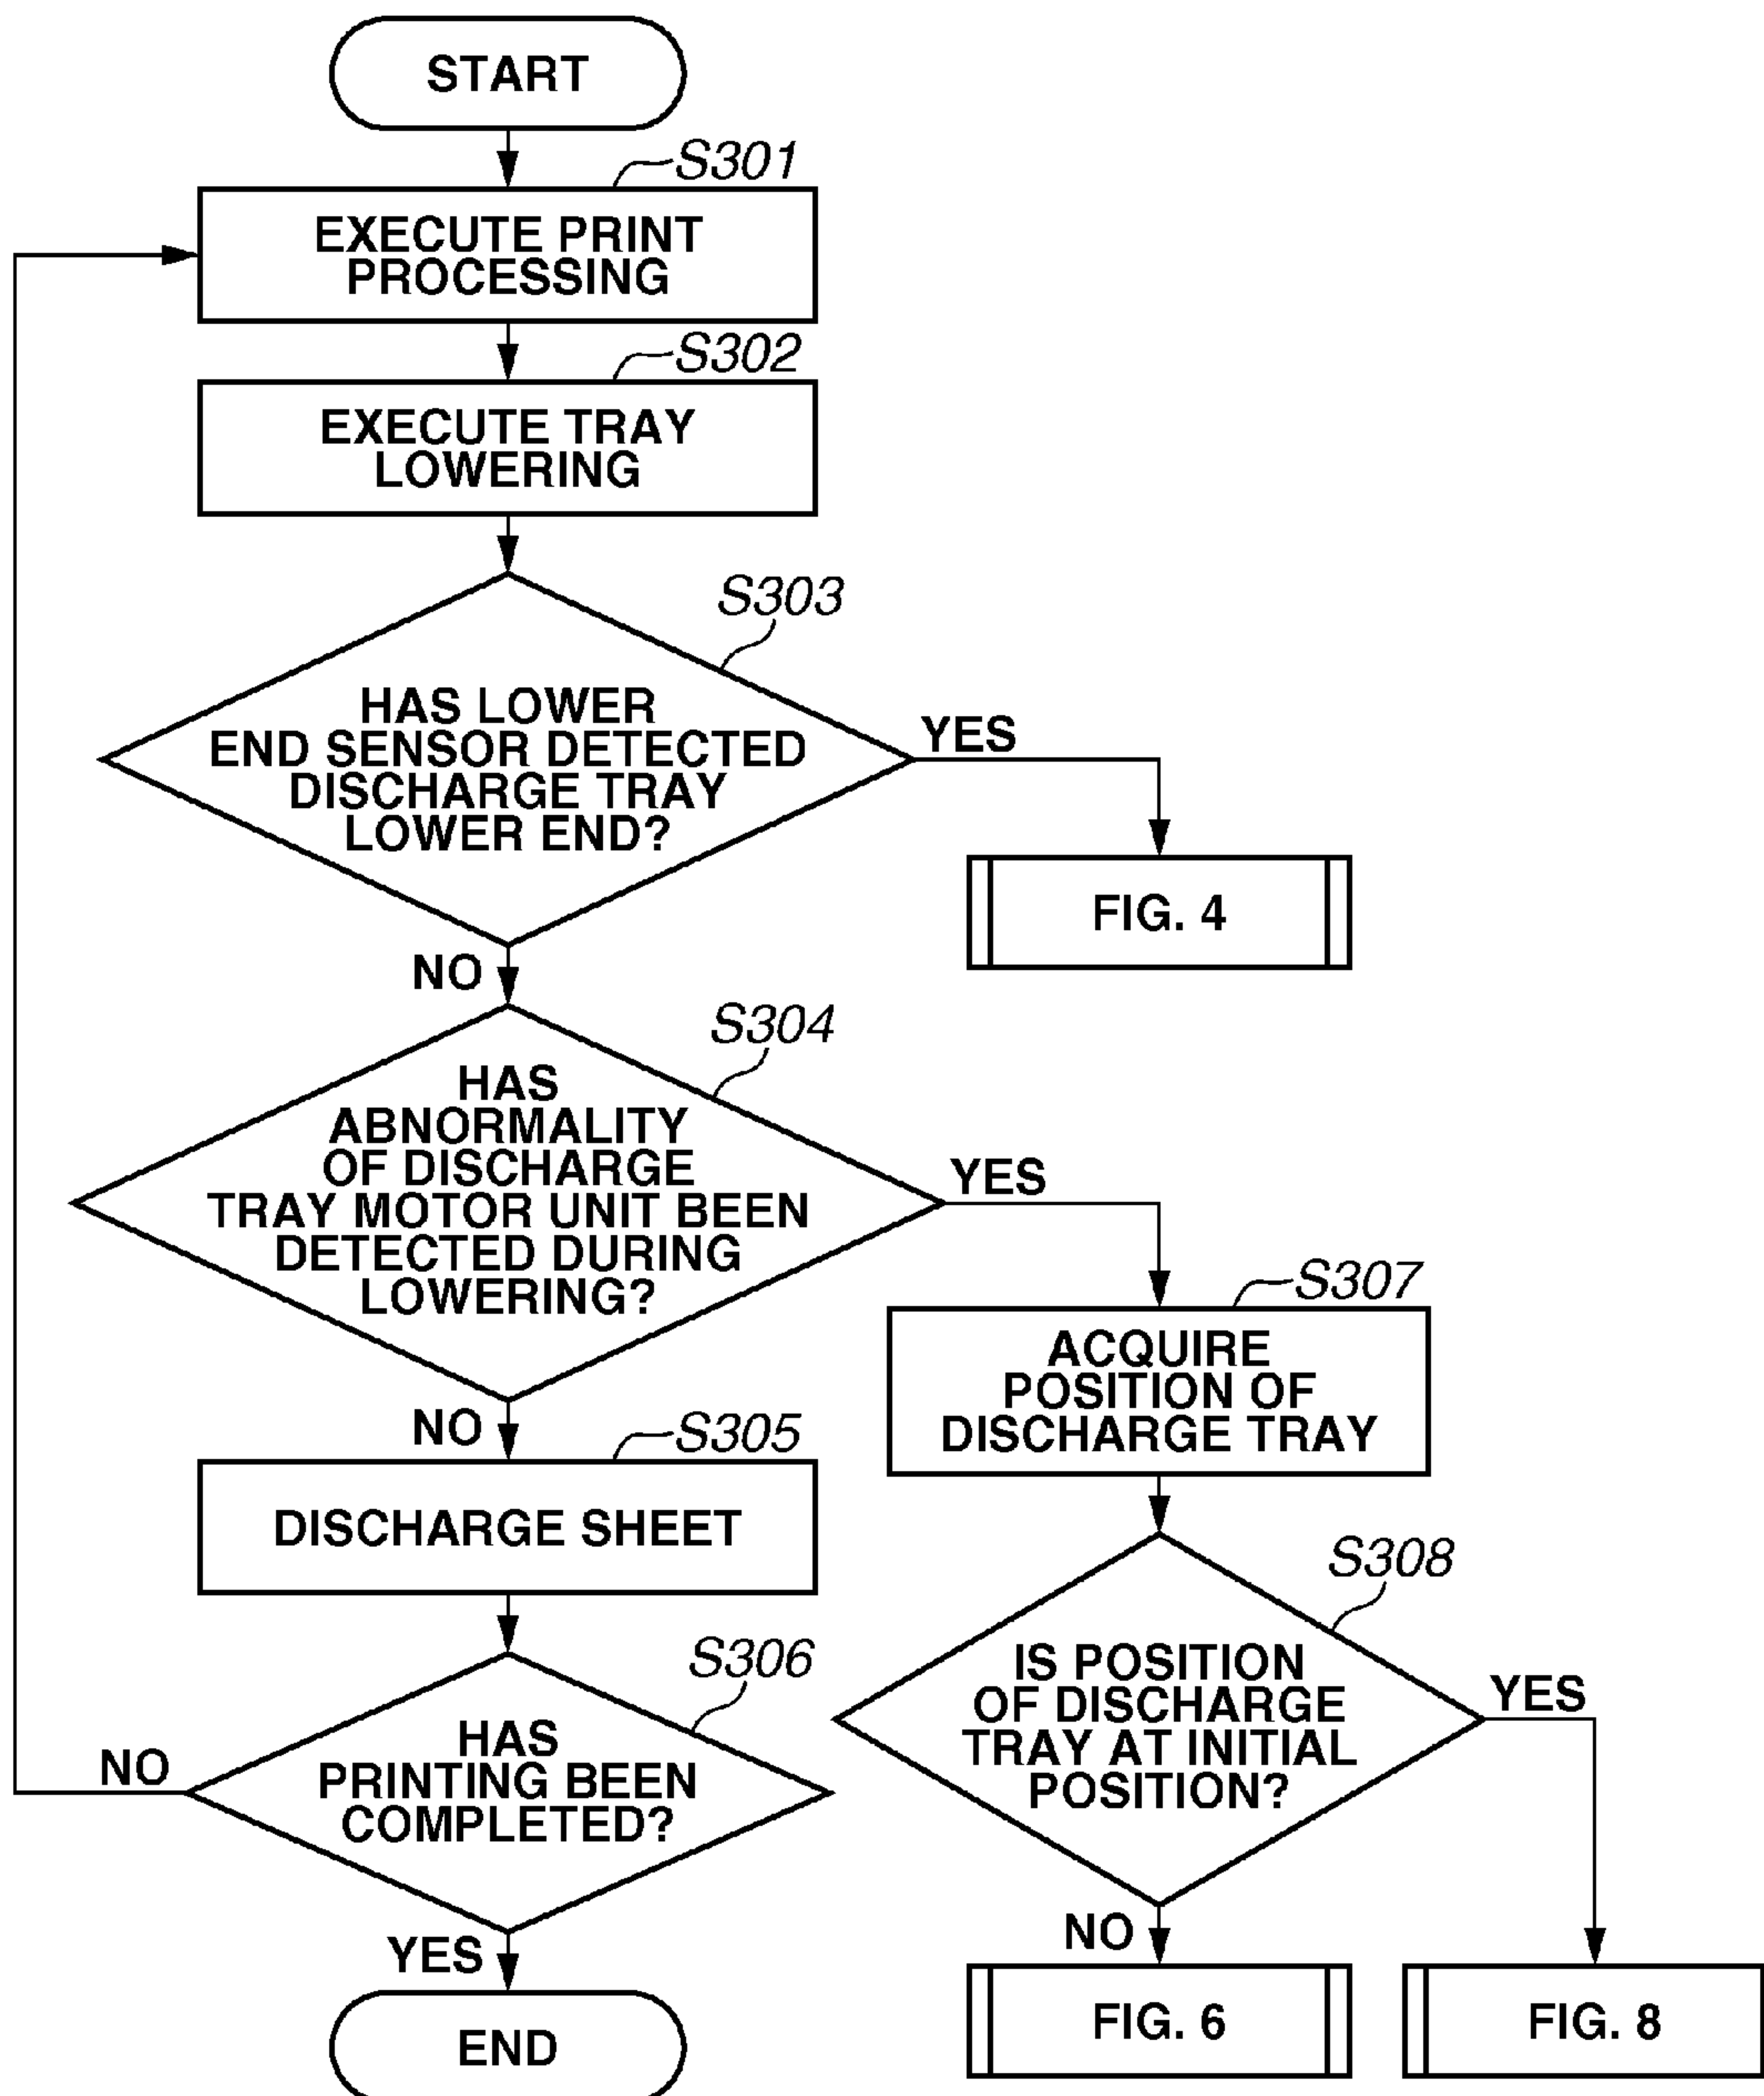 START
S301
EXECUTE PRINT
PROCESSING
S302
EXECUTE TRAY
LOWERING
S303
HAS LOWER
END SENSOR DETECTED
DISCHARGE TRAY
LOWER END?
YES
FIG. 4
NO
S304
HAS
ABNORMALITY
OF DISCHARGE
TRAY MOTOR UNIT BEEN
DETECTED DURING
LOWERING?
YES
S307
ACQUIRE
POSITION OF
DISCHARGE TRAY
NO
S305
DISCHARGE SHEET
S308
IS POSITION
OF DISCHARGE
TRAY AT INITIAL
POSITION?
YES
S306
HAS
PRINTING BEEN
COMPLETED?
NO
YES
END
NO
FIG. 6
FIG. 8